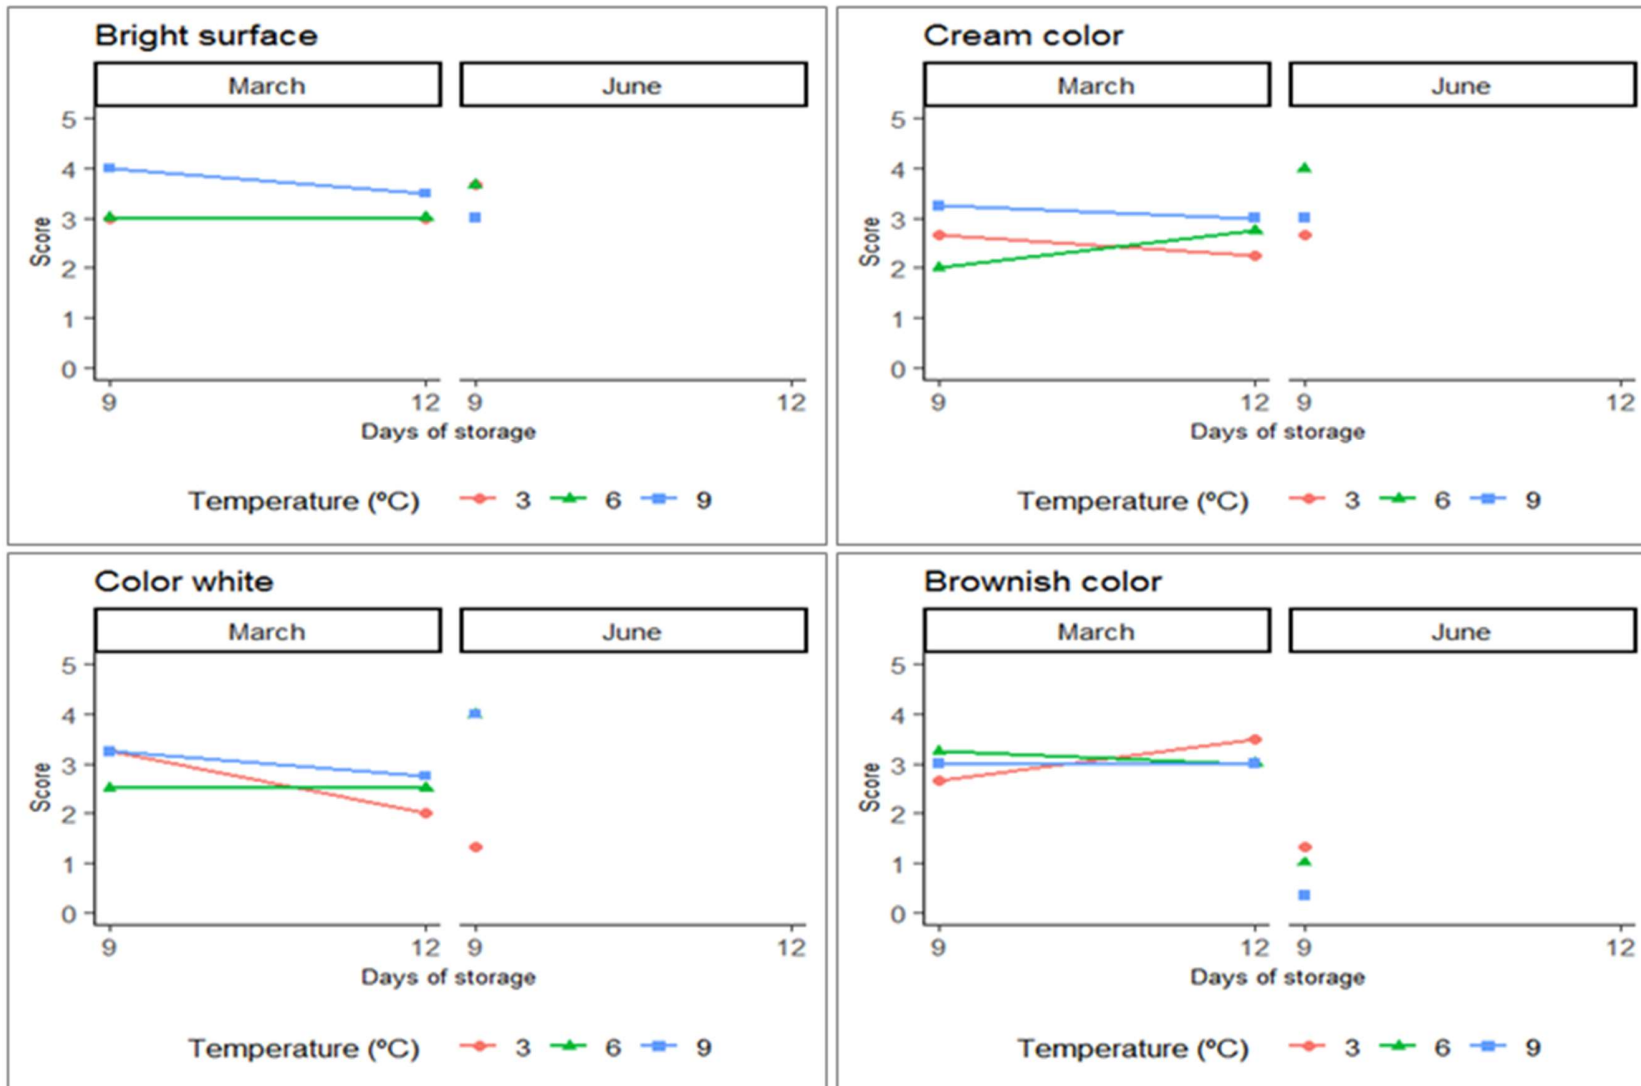 Bright surface
March June
5
4
3
2
1
0
Score
9 12 9 12
Days of storage
Temperature (ºC) 3 6 9
Cream color
March June
5
4
3
2
1
0
Score
9 12 9 12
Days of storage
Temperature (ºC) 3 6 9
Color white
March June
5
4
3
2
1
0
Score
9 12 9 12
Days of storage
Temperature (ºC) 3 6 9
Brownish color
March June
5
4
3
2
1
0
Score
9 12 9 12
Days of storage
Temperature (ºC) 3 6 9